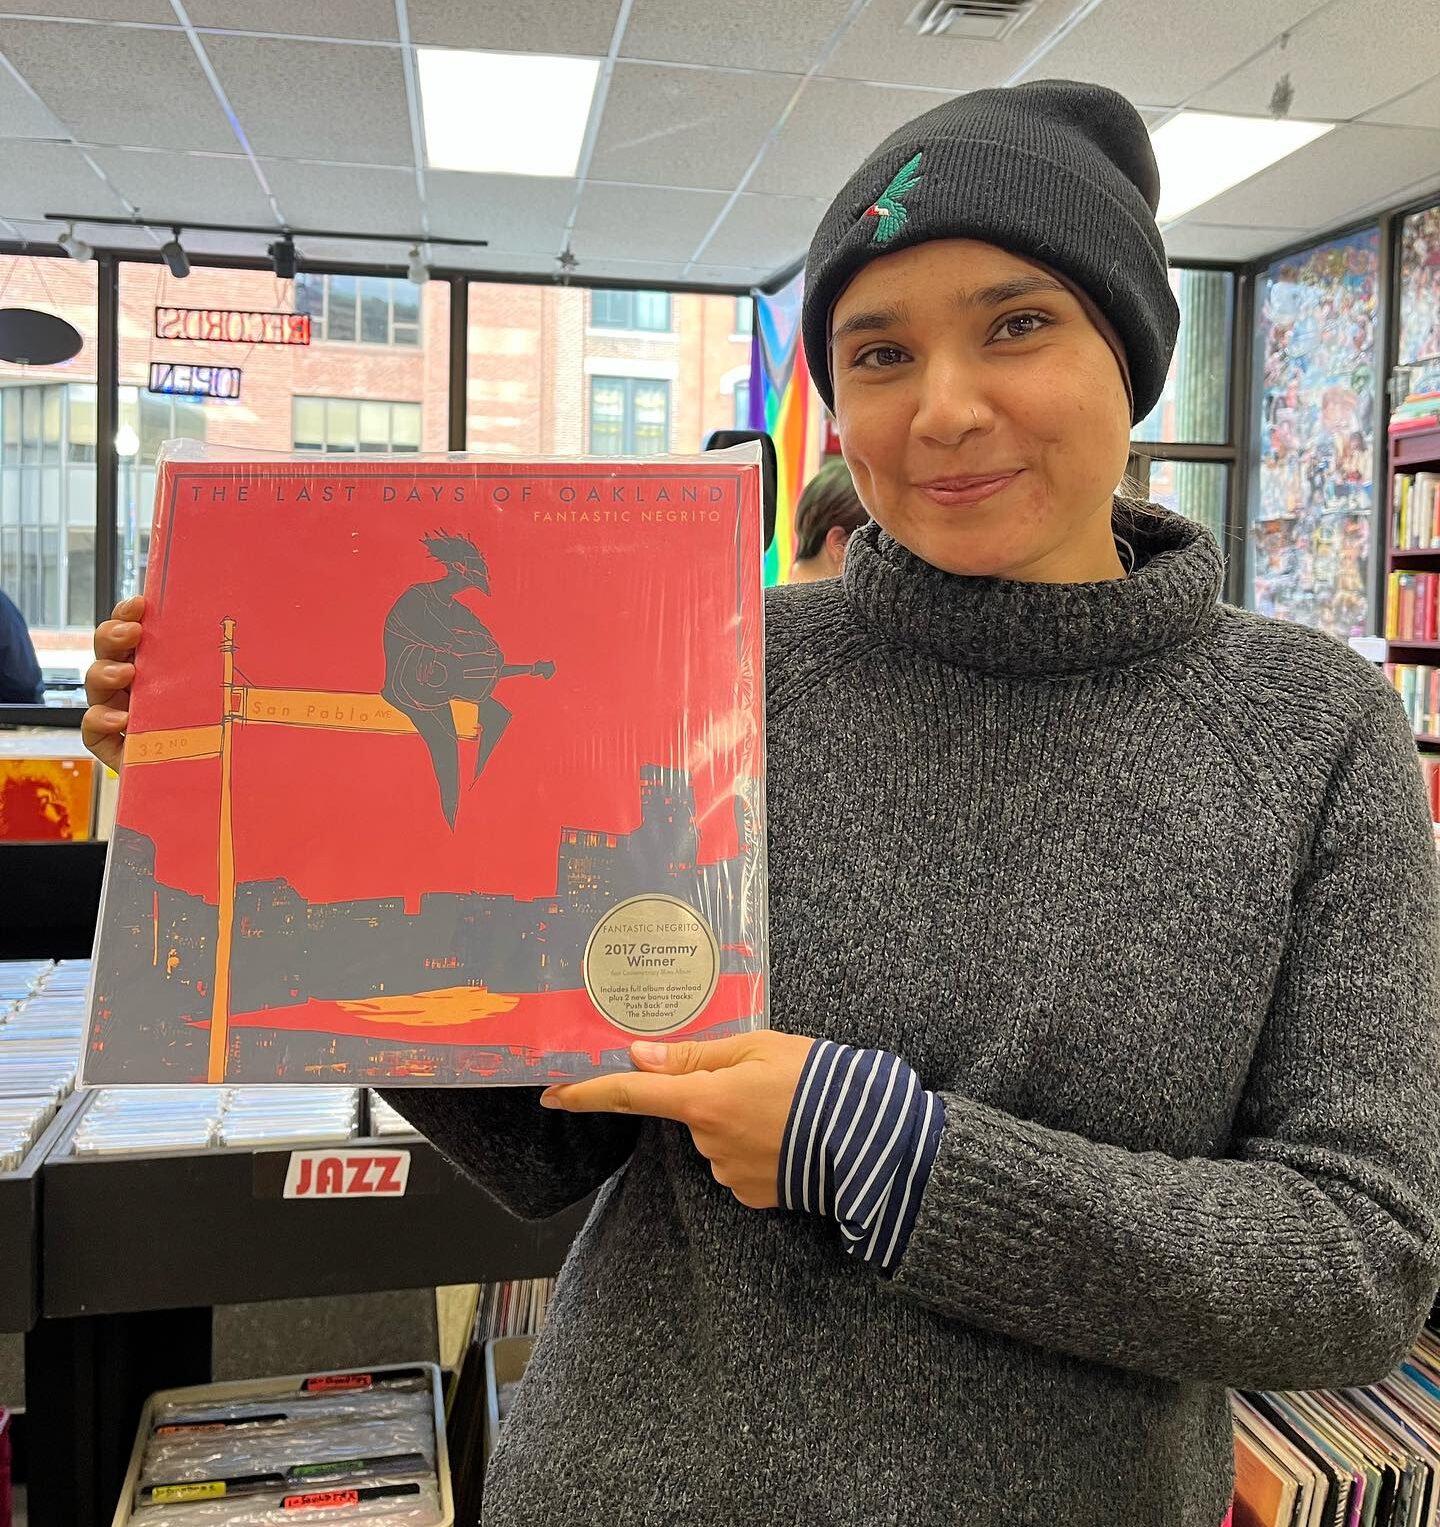 RECORDS
OPEN
THE LAST DAYS OF OAKLAND
FANTASTIC NEGRITO
San Pablo AVE
32ND
FANTASTIC NEGRITO
2017 Grammy
Winner
Best Contemporary Blues Album
Includes full album download
plus 2 new bonus tracks:
'Push Back' and
'The Shadows'
JAZZ